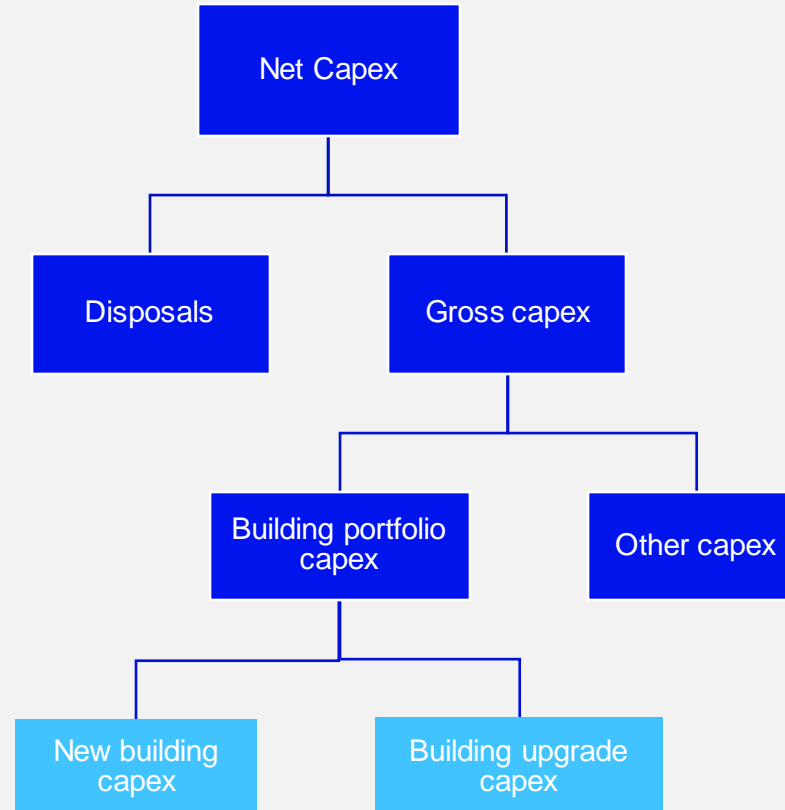 Net Capex
Disposals
Gross capex
Building portfolio
capex
Other capex
New building
capex
Building upgrade
capex